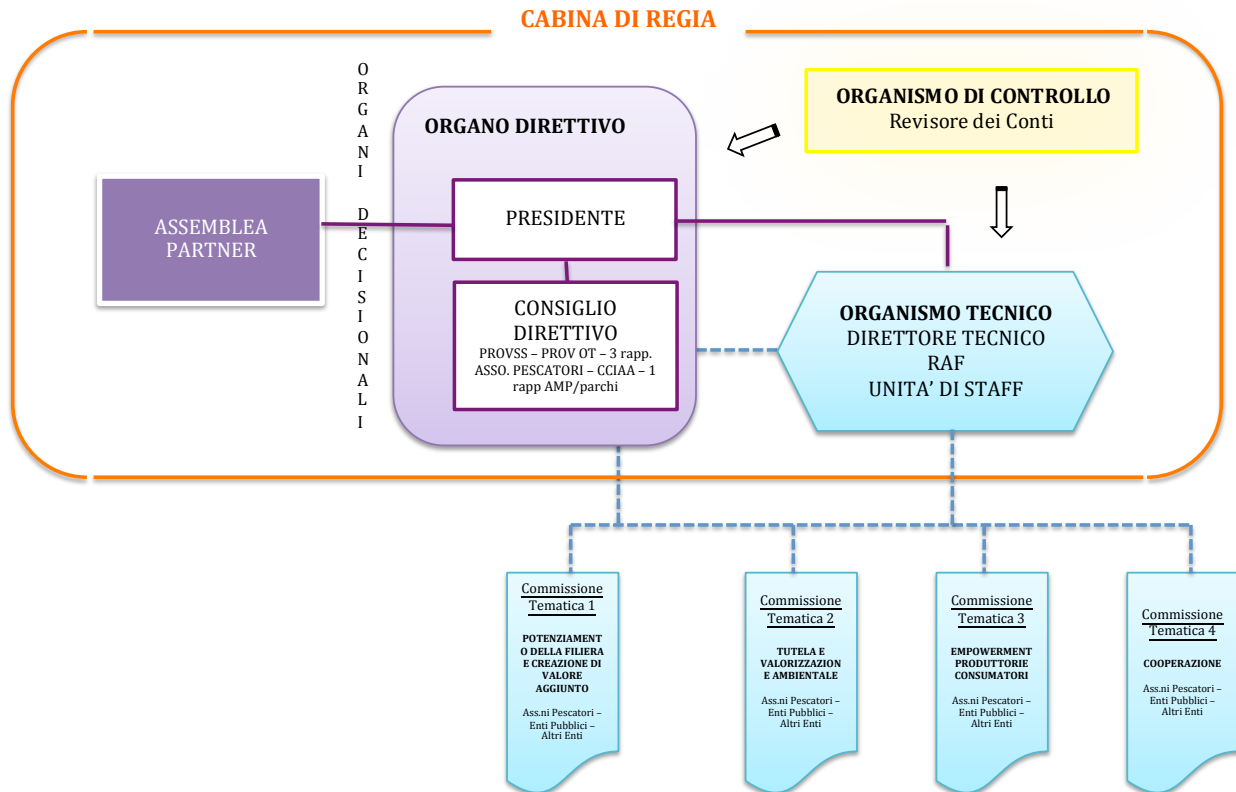 CABINA DI REGIA
ORGANI DECISIONALI
ORGANO DIRETTIVO
ORGANISMO DI CONTROLLO
Revisore dei Conti
ASSEMBLEA
PARTNER
PRESIDENTE
CONSIGLIO
DIRETTIVO
PROVSS – PROV OT – 3 rapp.
ASSO. PESCATORI – CCIAA – 1
rapp AMP/parchi
ORGANISMO TECNICO
DIRETTORE TECNICO
RAF
UNITA’ DI STAFF
Commissione
Tematica 1
POTENZIAMENT
O DELLA FILIERA
E CREAZIONE DI
VALORE
AGGIUNTO
Ass.ni Pescatori –
Enti Pubblici –
Altri Enti
Commissione
Tematica 2
TUTELA E
VALORIZZAZION
E AMBIENTALE
Ass.ni Pescatori –
Enti Pubblici –
Altri Enti
Commissione
Tematica 3
EMPOWERMENT
PRODUTTORIE
CONSUMATORI
Ass.ni Pescatori –
Enti Pubblici –
Altri Enti
Commissione
Tematica 4
COOPERAZIONE
Ass.ni Pescatori –
Enti Pubblici –
Altri Enti